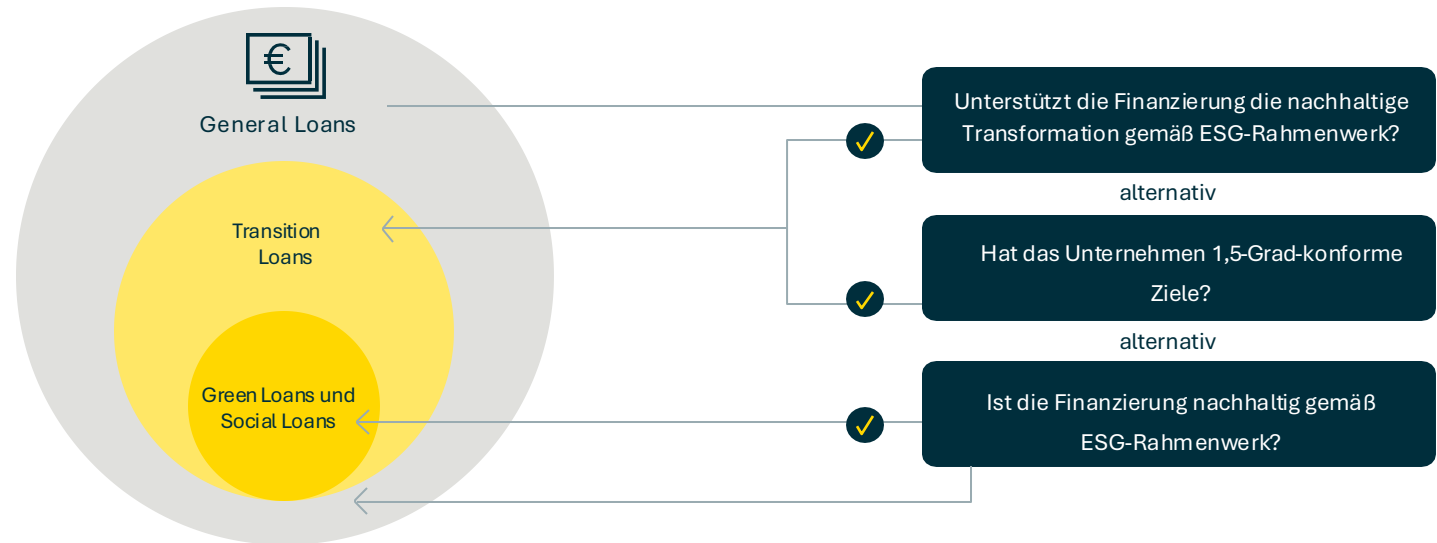 €
General Loans
Transition
Loans
Green Loans und
Social Loans
Unterstützt die Finanzierung die nachhaltige
Transformation gemäß ESG-Rahmenwerk?
alternativ
Hat das Unternehmen 1,5-Grad-konforme
Ziele?
alternativ
Ist die Finanzierung nachhaltig gemäß
ESG-Rahmenwerk?